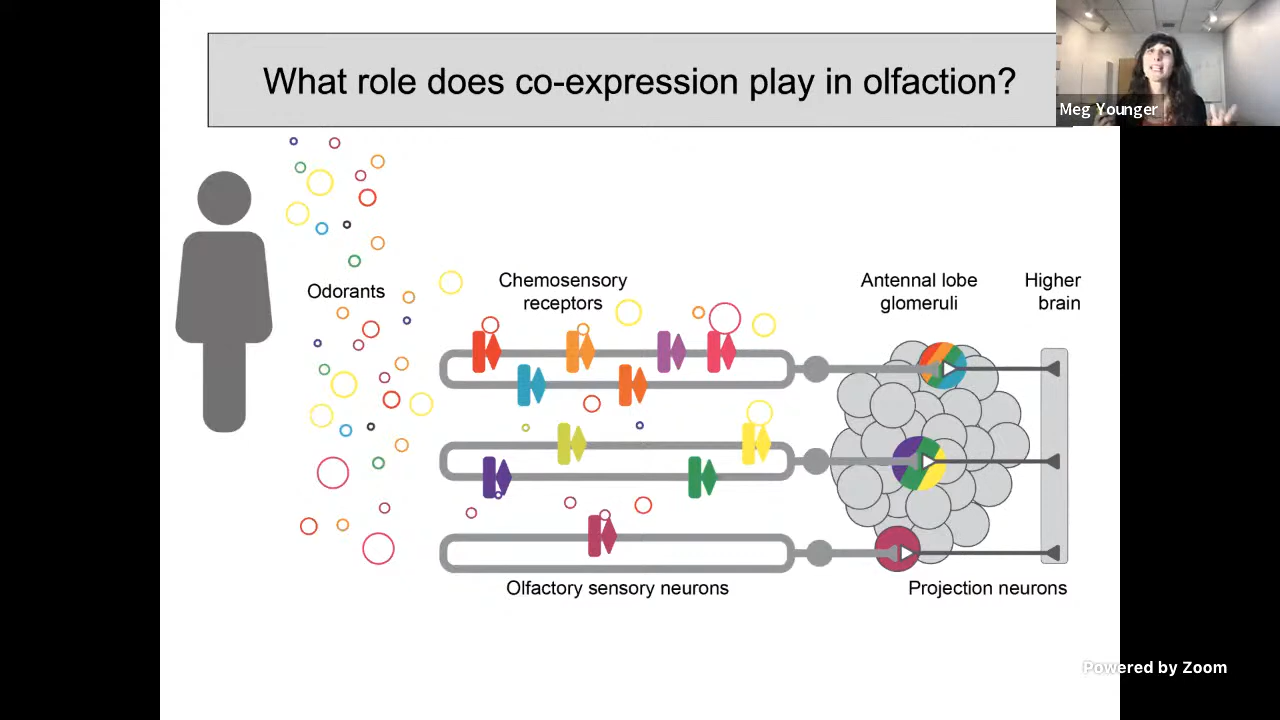 What role does co-expression play in olfaction?
Meg Younger
Odorants
Chemosensory
receptors
Antennal lobe
glomeruli
Higher
brain
Olfactory sensory neurons
Projection neurons
Powered by Zoom